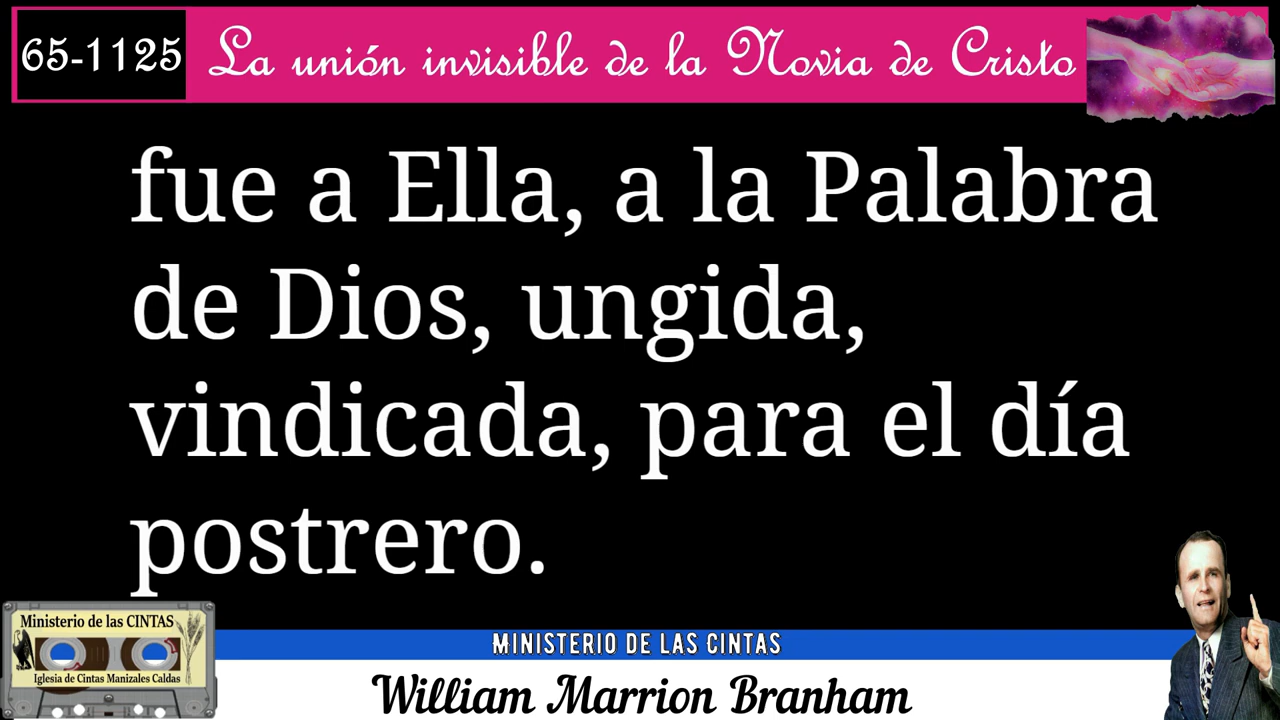 65-1125 La unión invisible de la Novia de Cristo
fue a Ella, a la Palabra
de Dios, ungida,
vindicada, para el día
postrero.
Ministerio de las CINTAS
Iglesia de Cintas Manizales Caldas
MINISTERIO DE LAS CINTAS
William Marrion Branham